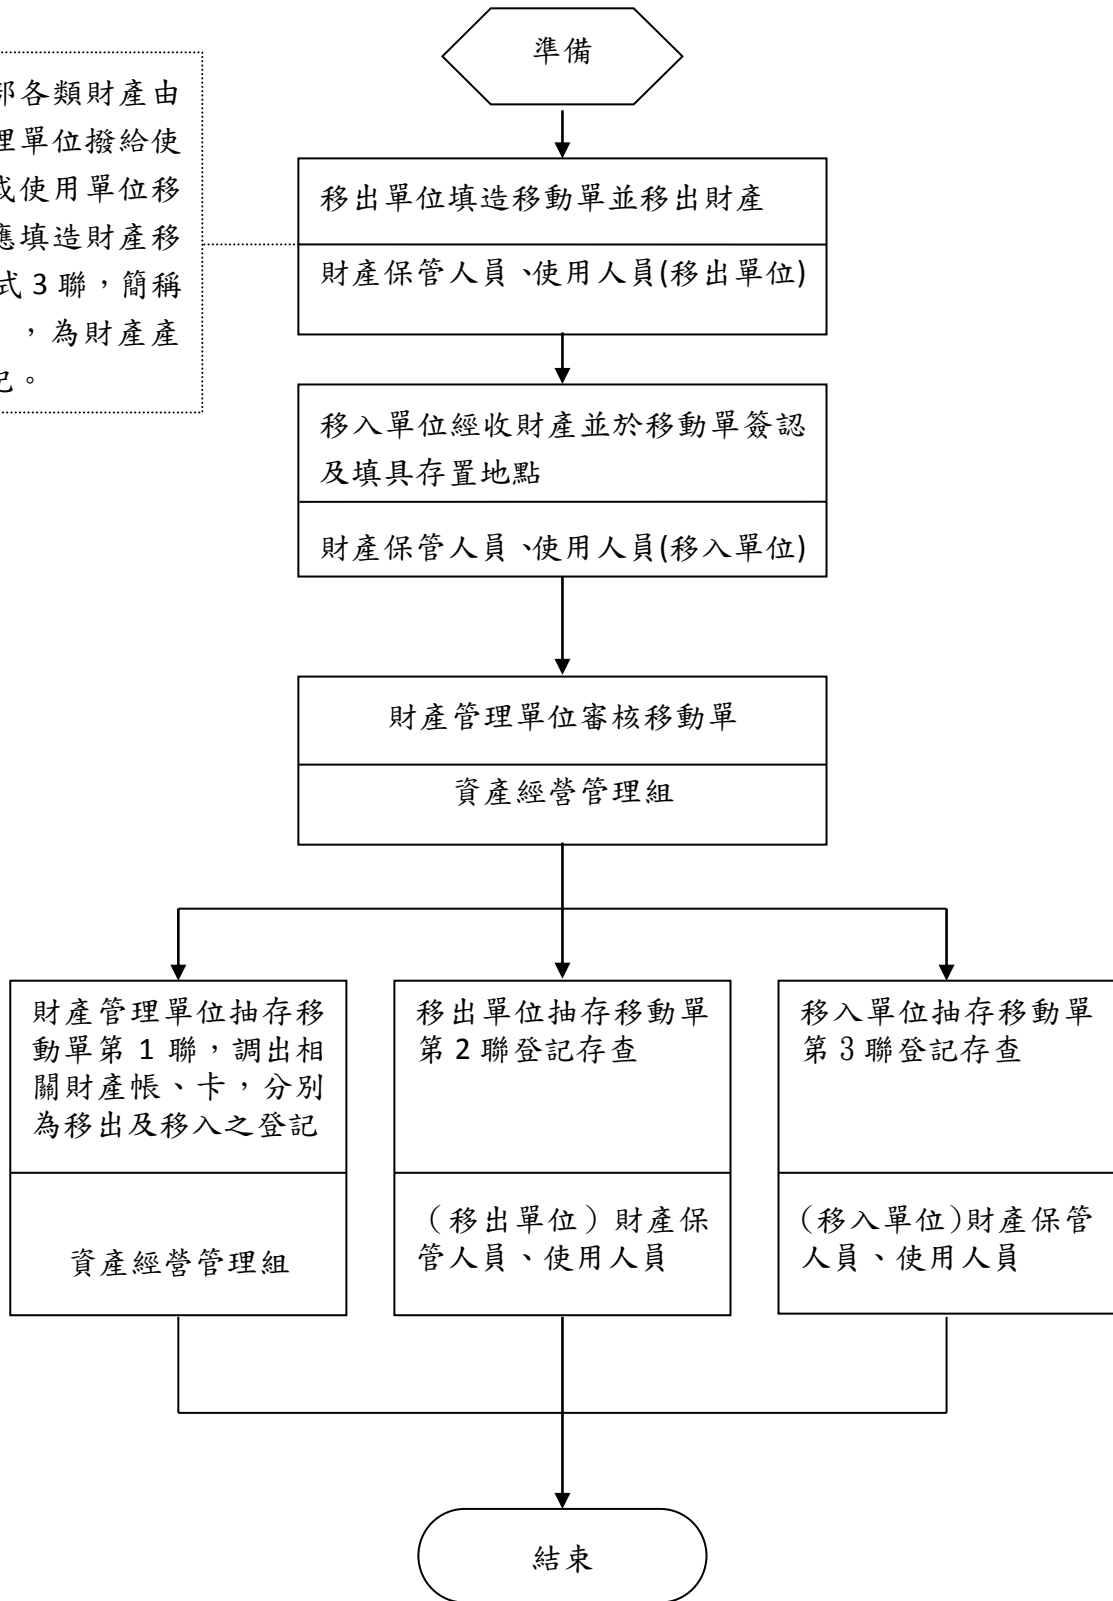 準備
部各類財產由
理單位撥給使
或使用單位移
應填造財產移
式3聯，簡稱
，為財產產
記。
移出單位填造移動單並移出財產
財產保管人員、使用人員(移出單位)
移入單位經收財產並於移動單簽認
及填具存置地點
財產保管人員、使用人員(移入單位)
財產管理單位審核移動單
資產經營管理組
財產管理單位抽存移
動單第1聯，調出相
關財產帳、卡，分別
為移出及移入之登記
資產經營管理組
移出單位抽存移動單
第2聯登記存查
（移出單位）財產保
管人員、使用人員
移入單位抽存移動單
第3聯登記存查
（移入單位）財產保管
人員、使用人員
結束